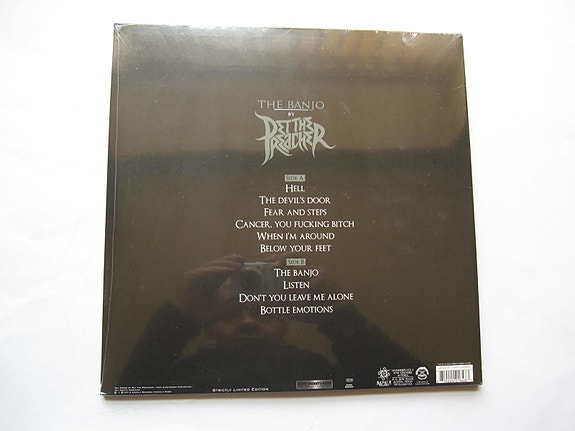 THE BANJO
BY
PET THE
PREACHER
SIDE A
HELL
THE DEVIL'S DOOR
FEAR AND STEPS
CANCER, YOU FUCKING BITCH
WHEN I'M AROUND
BELOW YOUR FEET
SIDE B
THE BANJO
LISTEN
DON'T YOU LEAVE ME ALONE
BOTTLE EMOTIONS
STRICTLY LIMITED EDITION
NAPALM